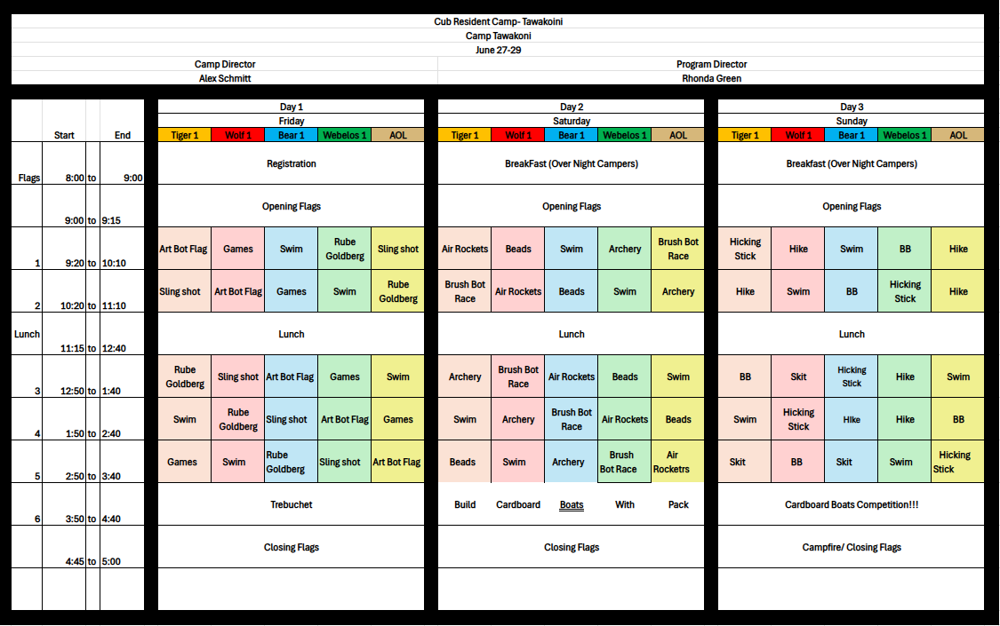 Cub Resident Camp- Tawakoini
Camp Tawakoni
June 27-29
Camp Director Program Director
Alex Schmitt Rhonda Green
Day 1 Day 2 Day 3
Friday Saturday Sunday
Start End Tiger 1 Wolf 1 Bear 1 Webelos 1 AOL Tiger 1 Wolf 1 Bear 1 Webelos 1 AOL Tiger 1 Wolf 1 Bear 1 Webelos 1 AOL
Flags 8:00 to 9:00 Registration BreakFast (Over Night Campers) Breakfast (Over Night Campers)
9:00 to 9:15 Opening Flags Opening Flags Opening Flags
1 9:20 to 10:10 Art Bot Flag Games Swim Rube Goldberg Sling shot Air Rockets Beads Swim Archery Brush Bot Race Hicking Stick Hike Swim BB Hike
2 10:20 to 11:10 Sling shot Art Bot Flag Games Swim Rube Goldberg Brush Bot Race Air Rockets Beads Swim Archery Hike Swim BB Hicking Stick Hike
Lunch 11:15 to 12:40 Lunch Lunch Lunch
3 12:50 to 1:40 Rube Goldberg Sling shot Art Bot Flag Games Swim Archery Brush Bot Race Air Rockets Beads Swim BB Skit Hicking Stick Hike Swim
4 1:50 to 2:40 Swim Rube Goldberg Sling shot Art Bot Flag Games Swim Archery Brush Bot Race Air Rockets Beads Swim Hicking Stick HIke Hike BB
5 2:50 to 3:40 Games Swim Rube Goldberg Sling shot Art Bot Flag Beads Swim Archery Brush Bot Race Air Rocketrs Skit BB Skit Swim Hicking Stick
6 3:50 to 4:40 Trebuchet Build Cardboard Boats With Pack Cardboard Boats Competition!!!
4:45 to 5:00 Closing Flags Closing Flags Campfire/ Closing Flags